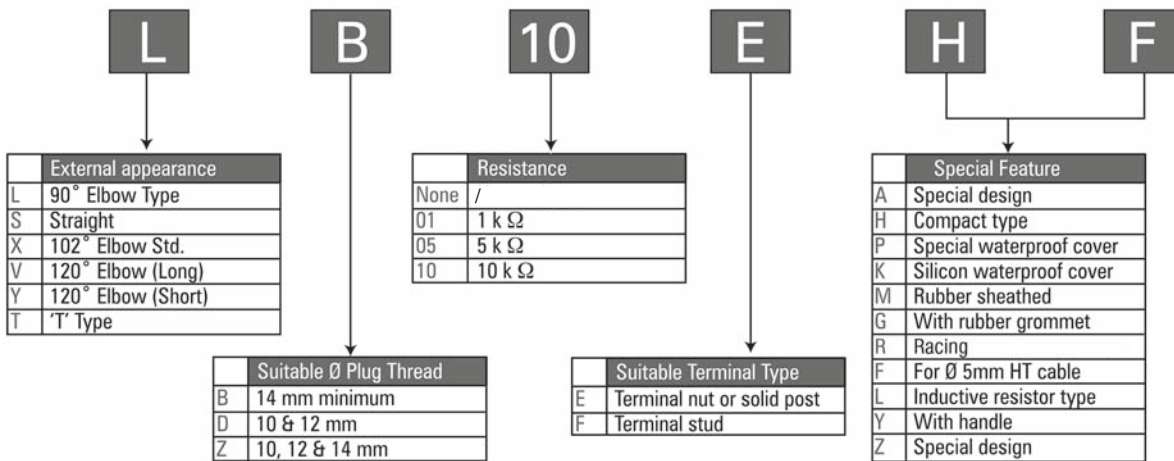 L B 10 E H F
External appearance
L 90° Elbow Type
S Straight
X 102° Elbow Std.
V 120° Elbow (Long)
Y 120° Elbow (Short)
T 'T' Type
Suitable Ø Plug Thread
B 14 mm minimum
D 10 & 12 mm
Z 10, 12 & 14 mm
Resistance
None /
01 1 k Ω
05 5 k Ω
10 10 k Ω
Suitable Terminal Type
E Terminal nut or solid post
F Terminal stud
Special Feature
A Special design
H Compact type
P Special waterproof cover
K Silicon waterproof cover
M Rubber sheathed
G With rubber grommet
R Racing
F For Ø 5mm HT cable
L Inductive resistor type
Y With handle
Z Special design